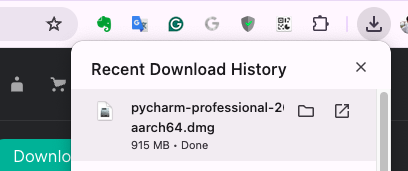 Recent Download History
pycharm-professional-20
aarch64.dmg
915 MB • Done
Downlo